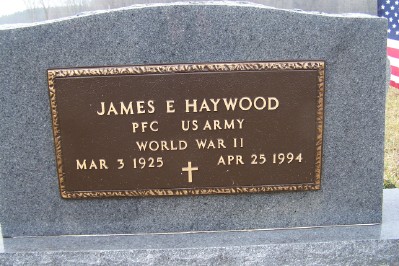 JAMES E HAYWOOD
PFC US ARMY
WORLD WAR II
MAR 3 1925 APR 25 1994